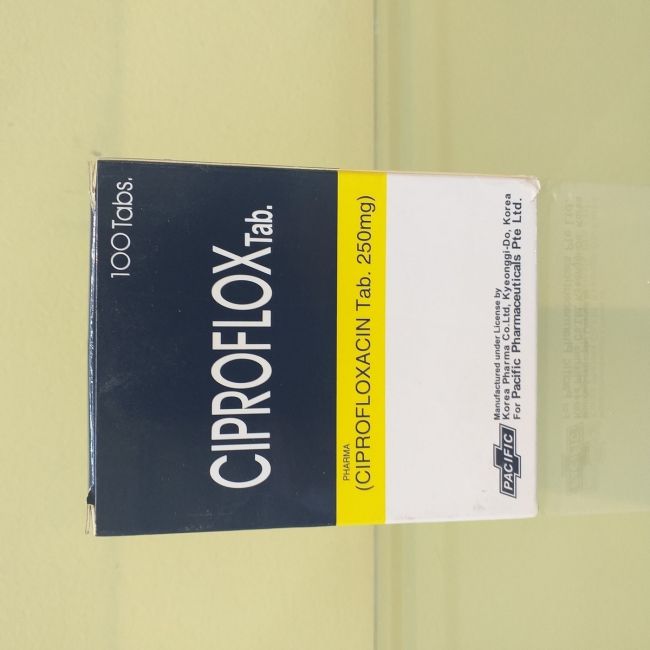 100 Tabs.
CIPROFLOX Tab.
PHARMA
(CIPROFLOXACIN Tab. 250mg)
PACIFIC
Manufactured under License by
Korea Pharma Co.Ltd, Kyeonggi-Do, Korea
For Pacific Pharmaceuticals Pte Ltd.